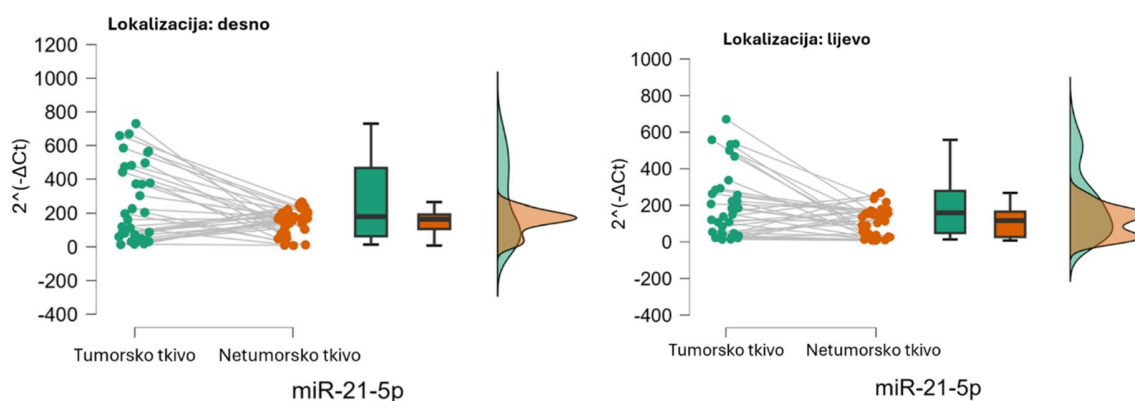 Lokalizacija: desno
1200
1000
800
600
400
200
0
-200
-400
2^(-ΔCt)
Tumorsko tkivo
Netumorsko tkivo
miR-21-5p
Lokalizacija: lijevo
1000
800
600
400
200
0
-200
-400
2^(-ΔCt)
Tumorsko tkivo
Netumorsko tkivo
miR-21-5p